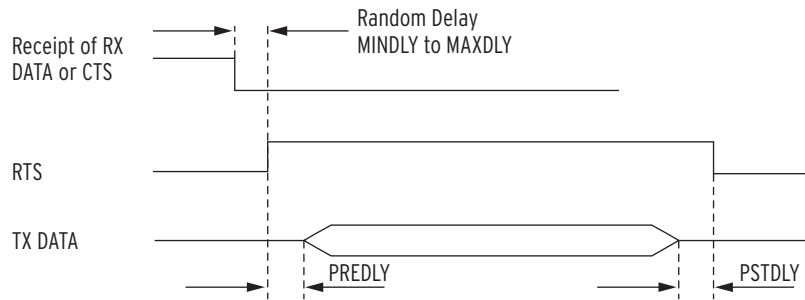 Random Delay
MINDLY to MAXDLY
Receipt of RX
DATA or CTS
RTS
TX DATA
PREDLY
PSTDLY